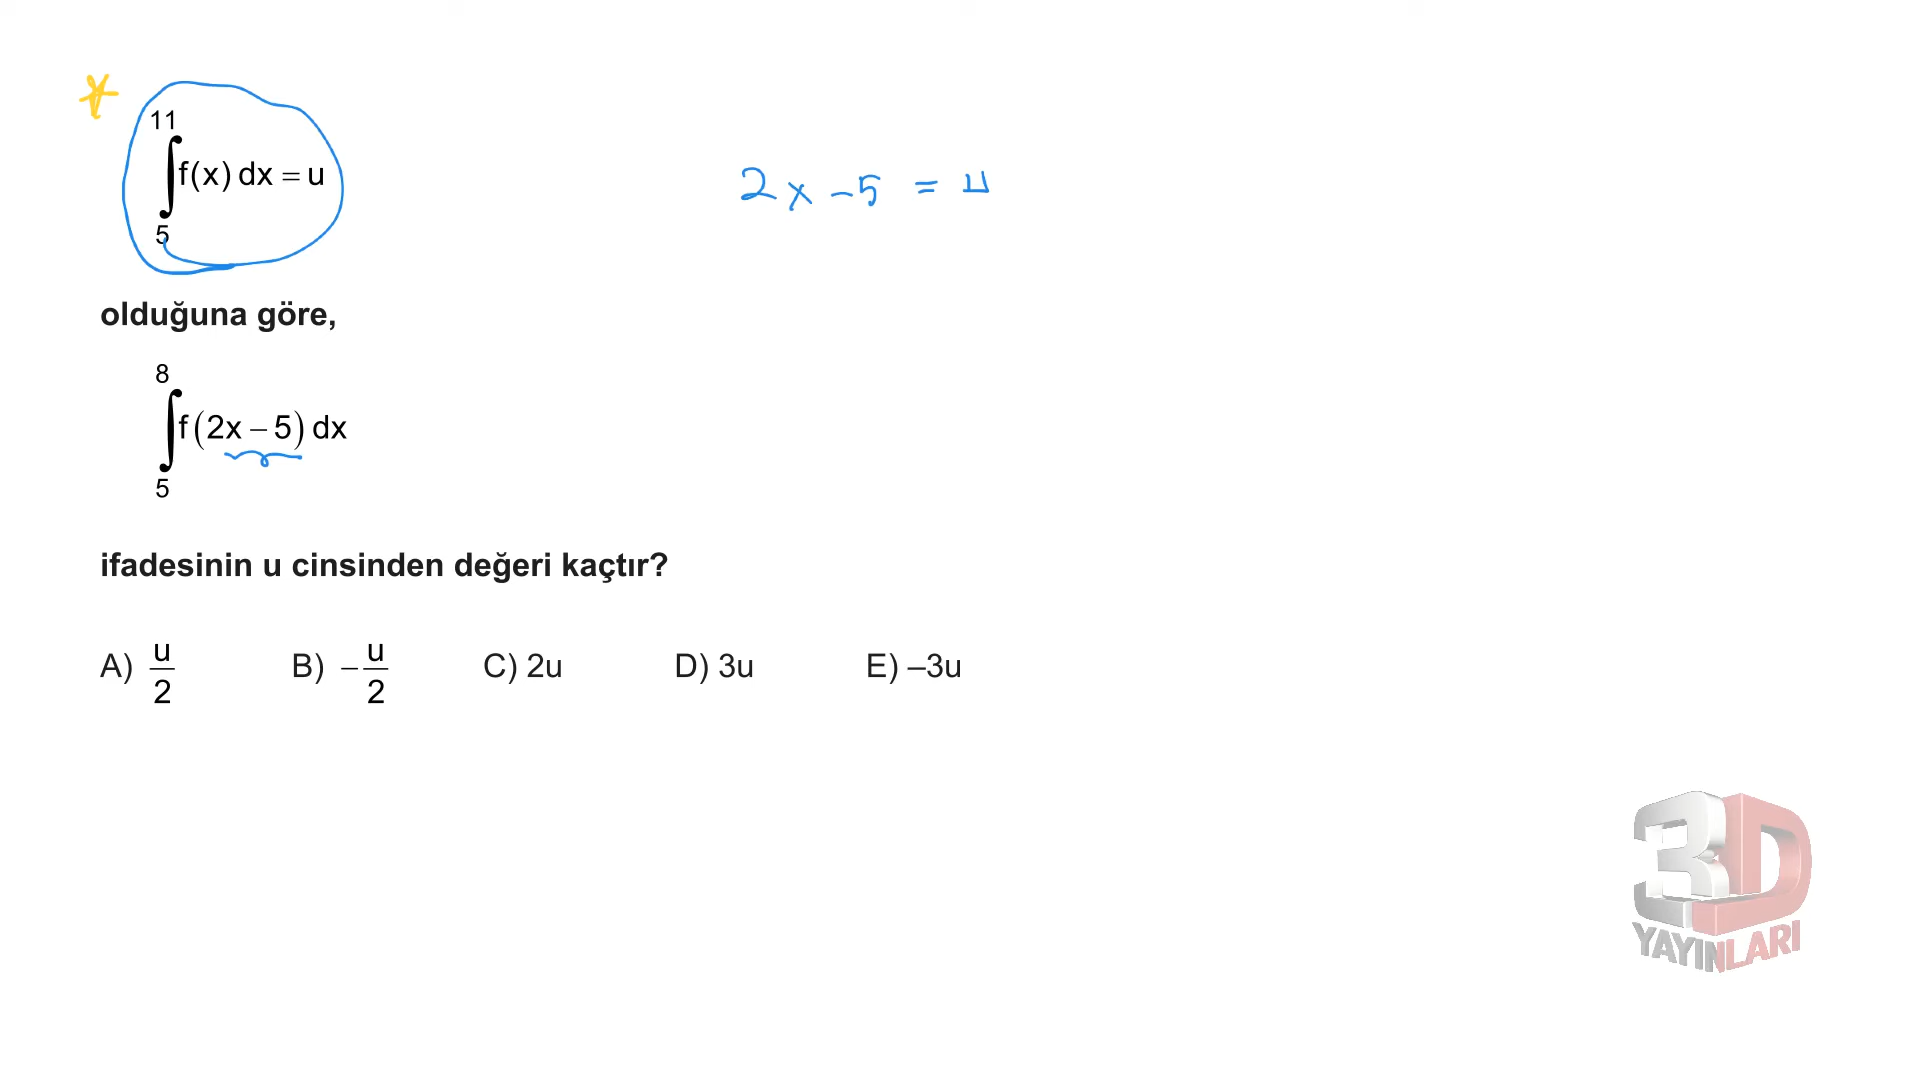 11
∫ f(x) dx = u
5
2x - 5 = u
olduğuna göre,
8
∫ f(2x – 5) dx
5
ifadesinin u cinsinden değeri kaçtır?
A) u/2 B) –u/2 C) 2u D) 3u E) –3u
3D
YAYINLARI